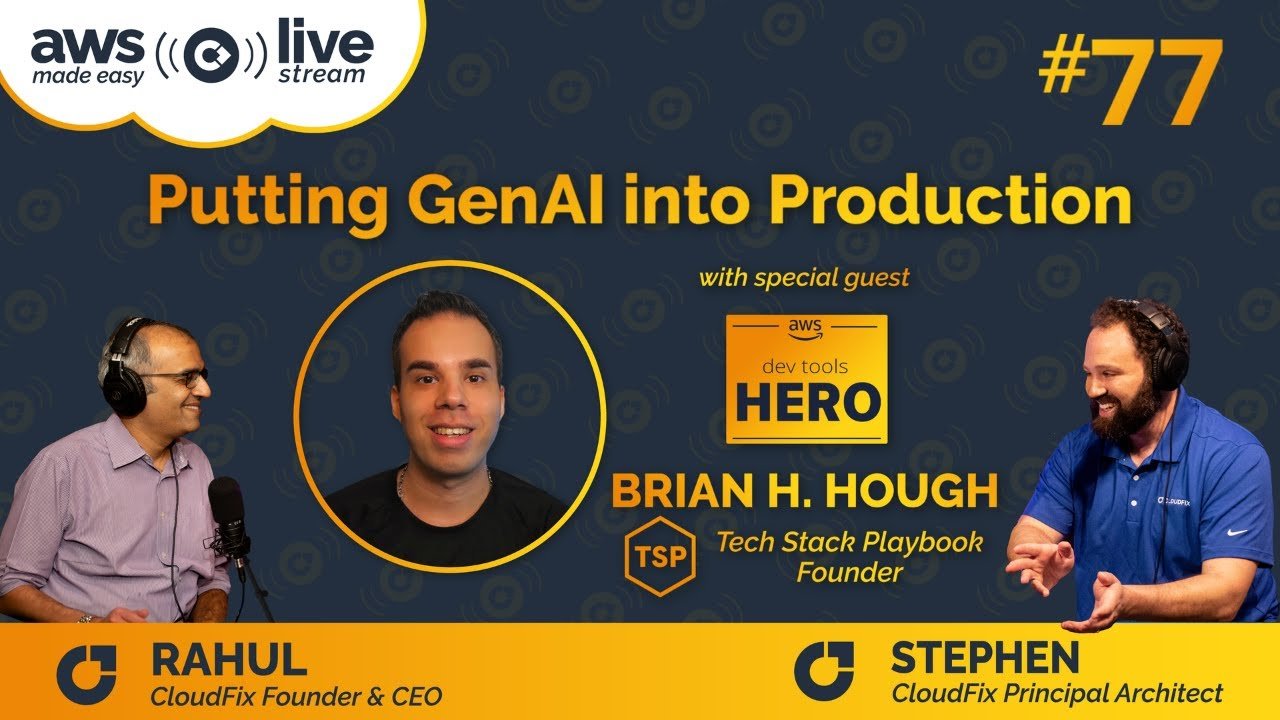 aws live
made easy stream
#77
Putting GenAI into Production
with special guest
aws
dev tools
HERO
BRIAN H. HOUGH
TSP
Tech Stack Playbook
Founder
CLOUDFIX
RAHUL
CloudFix Founder & CEO
STEPHEN
CloudFix Principal Architect